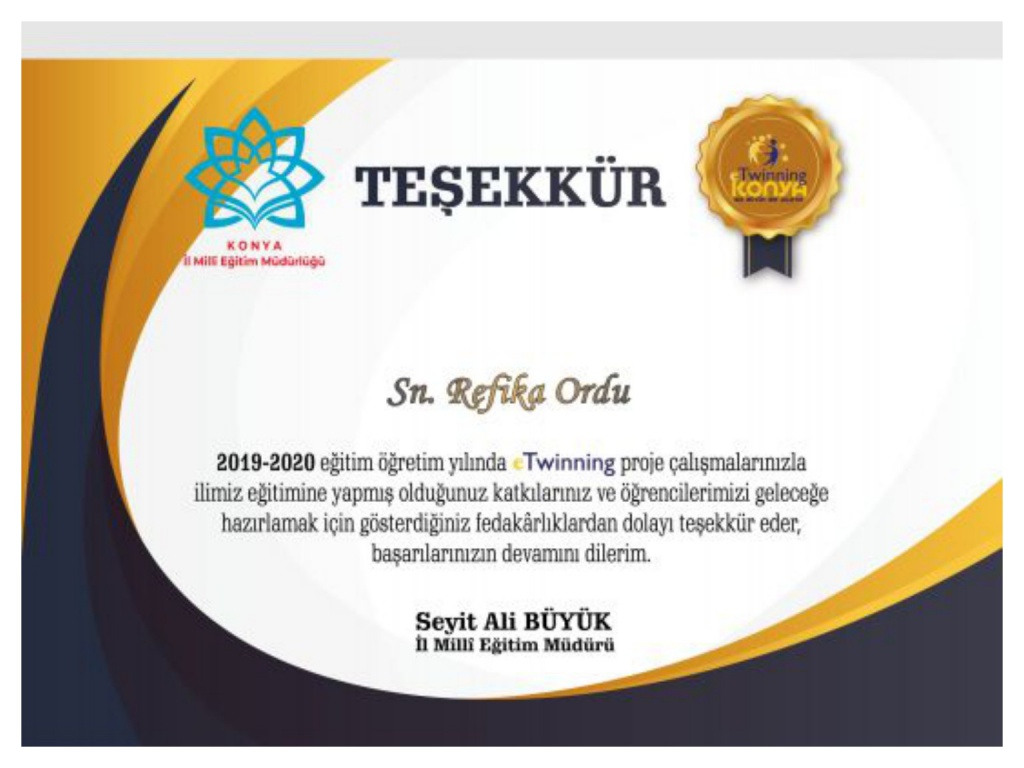 TEŞEKKÜR
eTwinning
KONYA
KONYA
İl Millî Eğitim Müdürlüğü
Sn. Refika Ordu
2019-2020 eğitim öğretim yılında eTwinning proje çalışmalarınızla
ilimiz eğitimine yapmış olduğunuz katkılarınız ve öğrencilerimizi geleceğe
hazırlamak için gösterdiğiniz fedakârlıklardan dolayı teşekkür eder,
başarılarınızın devamını dilerim.
Seyit Ali BÜYÜK
İl Millî Eğitim Müdürü